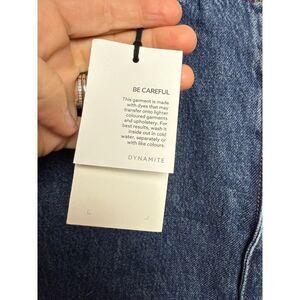 BE CAREFUL
This garment is made
with dyes that may
transfer onto lighter
coloured garments
and upholstery. For
best results, wash it
inside out in cold
water, separately or
with like colours.
DYNAMITE